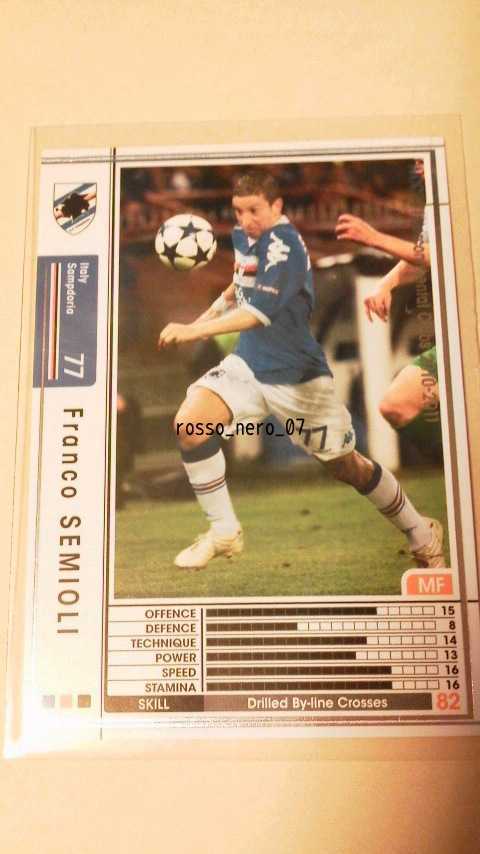 Italy
Sampdoria
77
Franco SEMIOLI
rosso_nero_07
77
MF
OFFENCE 15
DEFENCE 8
TECHNIQUE 14
POWER 13
SPEED 16
STAMINA 16
SKILL Drilled By-line Crosses 82